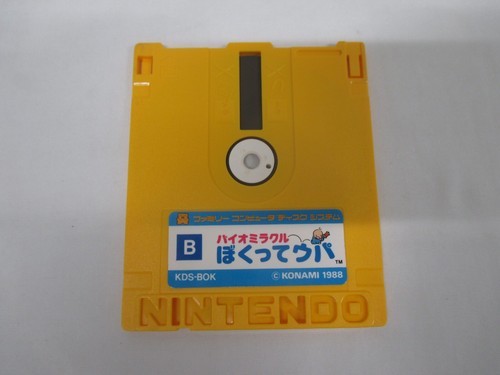 ファミリー コンピュータ ディスク システム
B
バイオミラクル
ぼくってウパ
TM
KDS-BOK
© KONAMI 1988
NINTENDO